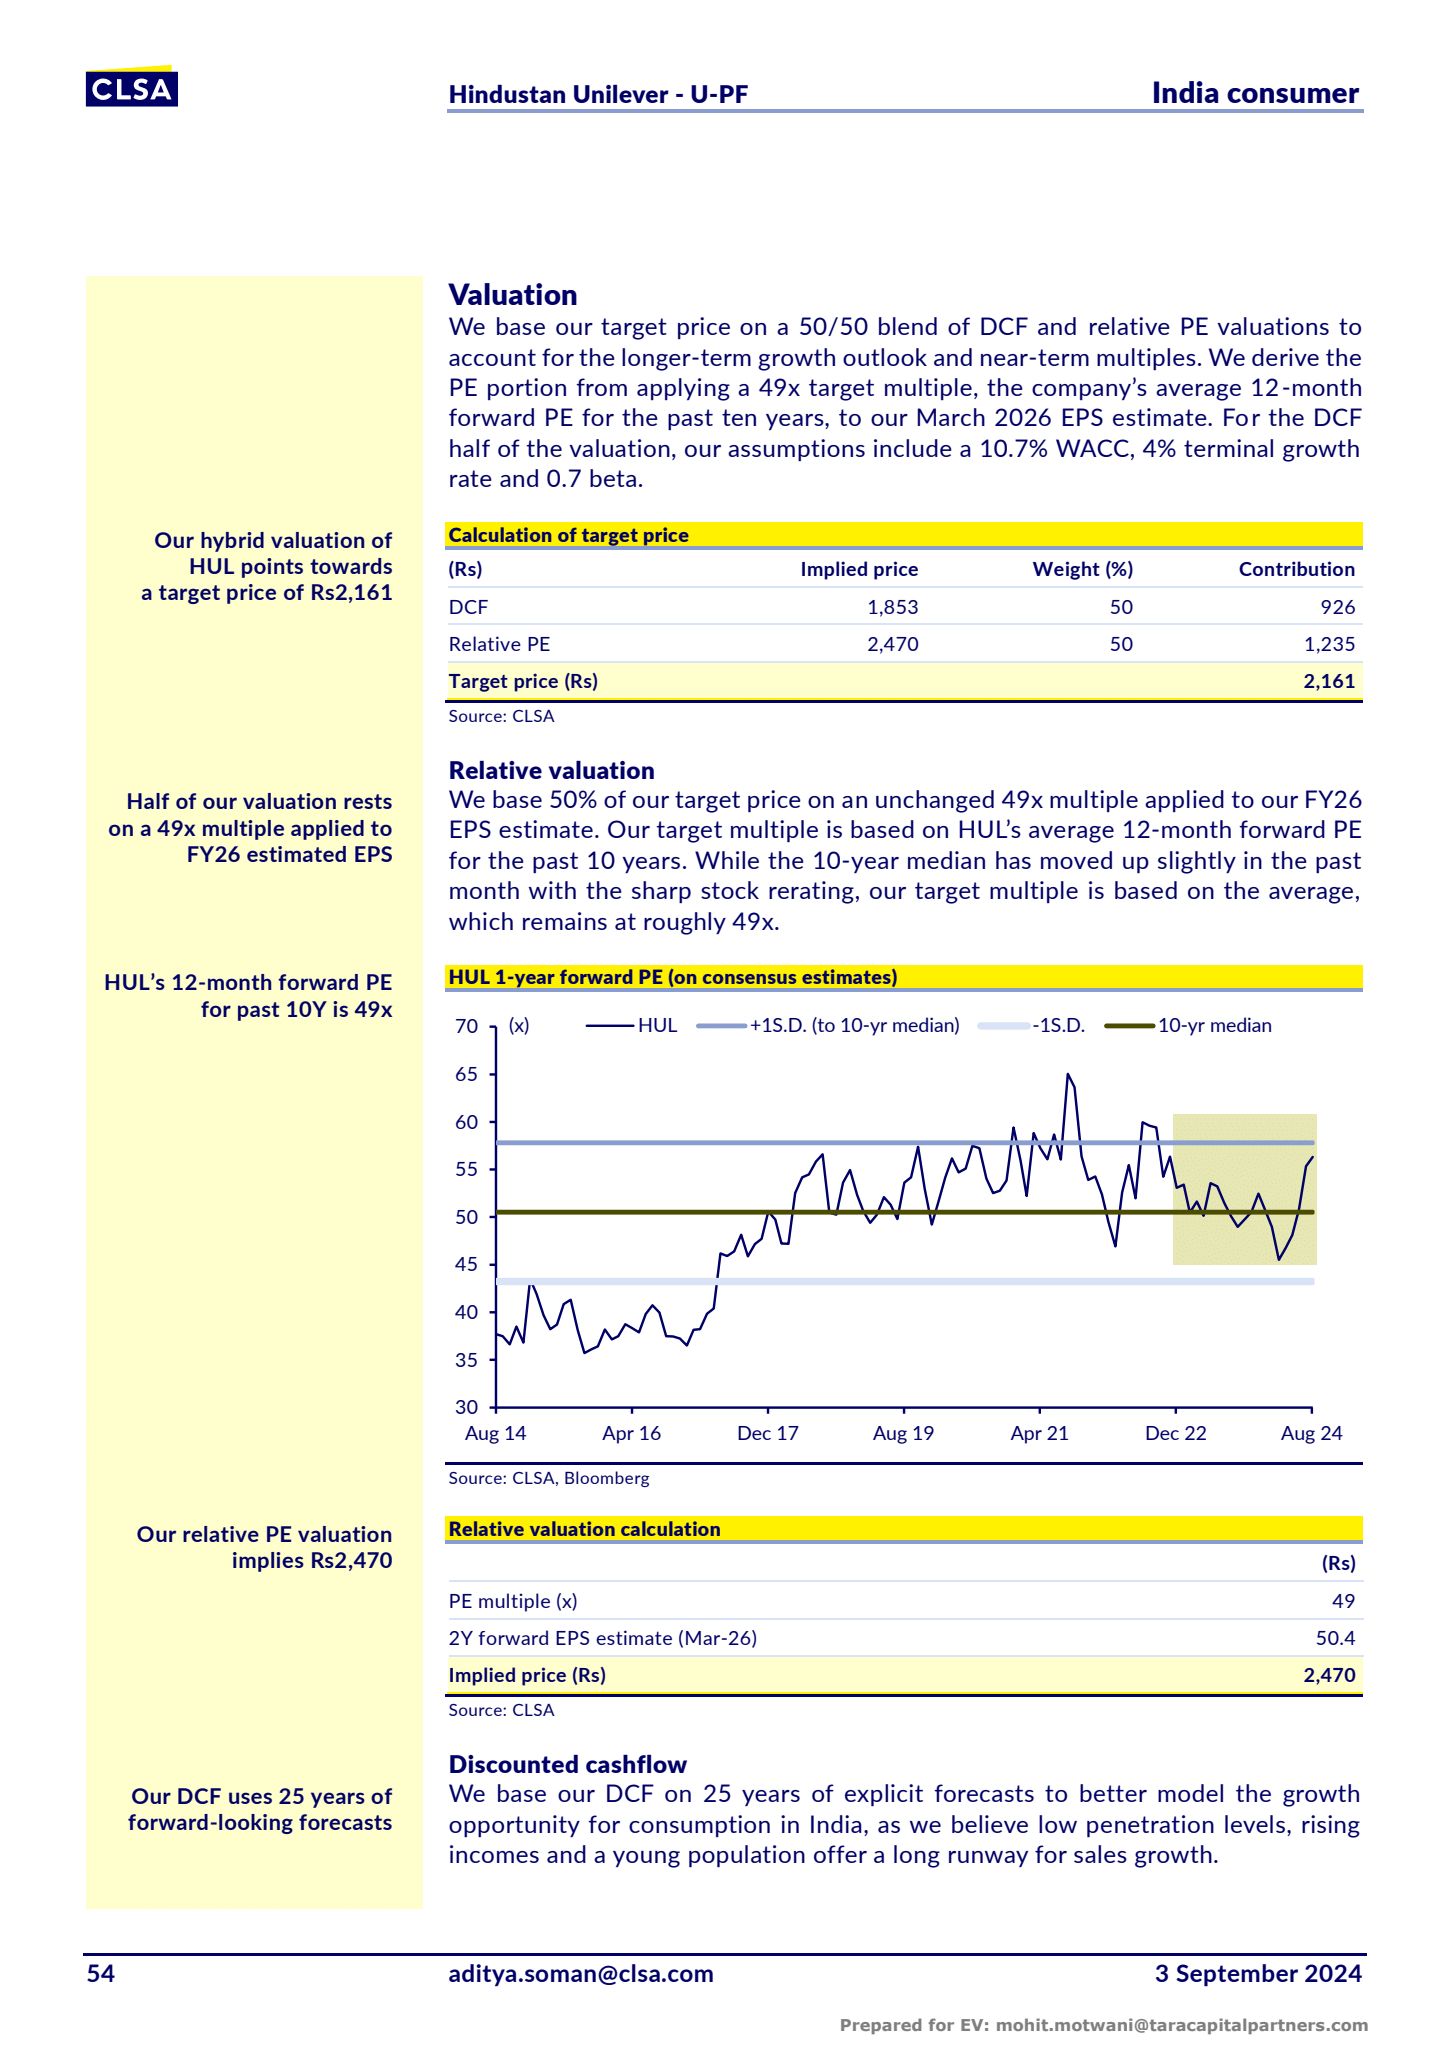 CLSA
Hindustan Unilever - U-PF
India consumer
Valuation
We base our target price on a 50/50 blend of DCF and relative PE valuations to
account for the longer-term growth outlook and near-term multiples. We derive the
PE portion from applying a 49x target multiple, the company’s average 12-month
forward PE for the past ten years, to our March 2026 EPS estimate. For the DCF
half of the valuation, our assumptions include a 10.7% WACC, 4% terminal growth
rate and 0.7 beta.
Our hybrid valuation of
HUL points towards
a target price of Rs2,161
Calculation of target price
(Rs) Implied price Weight (%) Contribution
DCF 1,853 50 926
Relative PE 2,470 50 1,235
Target price (Rs) 2,161
Source: CLSA
Relative valuation
Half of our valuation rests
on a 49x multiple applied to
FY26 estimated EPS
We base 50% of our target price on an unchanged 49x multiple applied to our FY26
EPS estimate. Our target multiple is based on HUL’s average 12-month forward PE
for the past 10 years. While the 10-year median has moved up slightly in the past
month with the sharp stock rerating, our target multiple is based on the average,
which remains at roughly 49x.
HUL’s 12-month forward PE
for past 10Y is 49x
HUL 1-year forward PE (on consensus estimates)
(x) HUL +1S.D. (to 10-yr median) -1S.D. 10-yr median
70
65
60
55
50
45
40
35
30
Aug 14 Apr 16 Dec 17 Aug 19 Apr 21 Dec 22 Aug 24
Source: CLSA, Bloomberg
Our relative PE valuation
implies Rs2,470
Relative valuation calculation
(Rs)
PE multiple (x) 49
2Y forward EPS estimate (Mar-26) 50.4
Implied price (Rs) 2,470
Source: CLSA
Discounted cashflow
Our DCF uses 25 years of
forward-looking forecasts
We base our DCF on 25 years of explicit forecasts to better model the growth
opportunity for consumption in India, as we believe low penetration levels, rising
incomes and a young population offer a long runway for sales growth.
54 aditya.soman@clsa.com 3 September 2024
Prepared for EV: mohit.motwani@taracapitalpartners.com